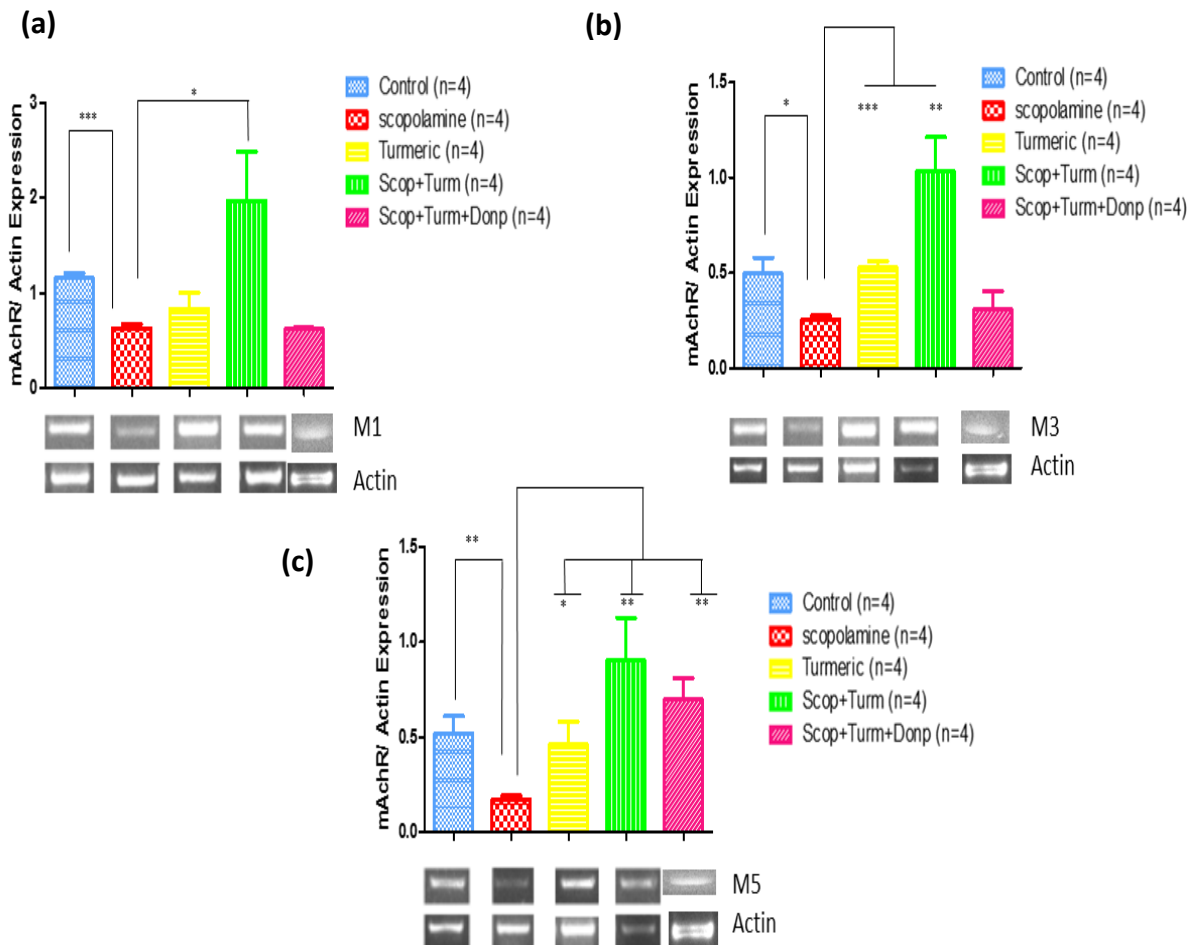 (a)
mAchR/ Actin Expression
3
2
1
0
***
*
Control (n=4)
scopolamine (n=4)
Turmeric (n=4)
Scop+Turm (n=4)
Scop+Turm+Donp (n=4)
M1
Actin
(b)
mAchR/ Actin Expression
1.5
1.0
0.5
0.0
*
***
**
Control (n=4)
scopolamine (n=4)
Turmeric (n=4)
Scop+Turm (n=4)
Scop+Turm+Donp (n=4)
M3
Actin
(c)
mAchR/ Actin Expression
1.5
1.0
0.5
0.0
**
*
**
**
Control (n=4)
scopolamine (n=4)
Turmeric (n=4)
Scop+Turm (n=4)
Scop+Turm+Donp (n=4)
M5
Actin